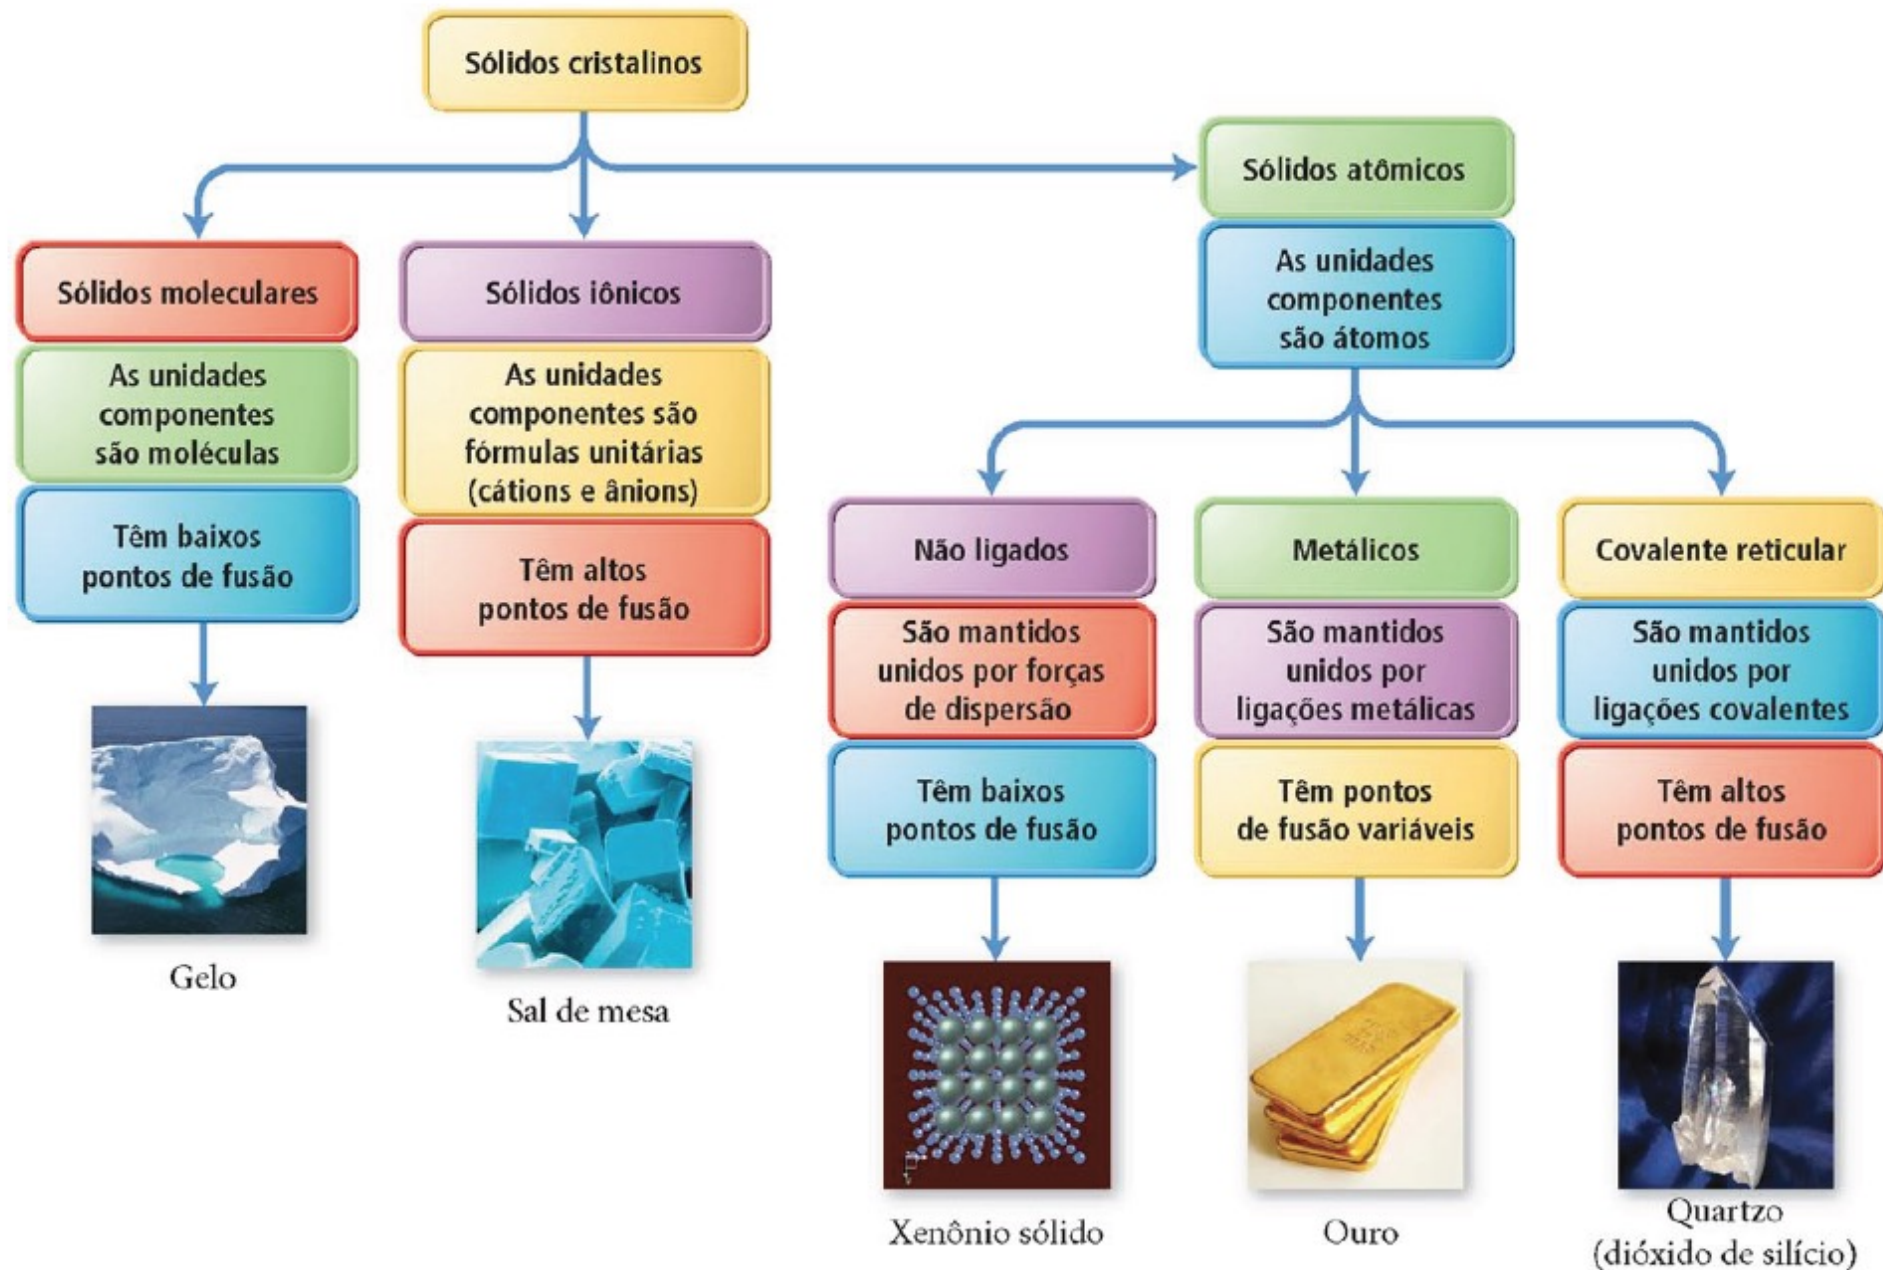 Sólidos cristalinos
Sólidos atômicos
As unidades
componentes
são átomos
Sólidos moleculares
As unidades
componentes
são moléculas
Têm baixos
pontos de fusão
Gelo
Sólidos iônicos
As unidades
componentes são
fórmulas unitárias
(cátions e ânions)
Têm altos
pontos de fusão
Sal de mesa
Não ligados
São mantidos
unidos por forças
de dispersão
Têm baixos
pontos de fusão
Xenônio sólido
Metálicos
São mantidos
unidos por
ligações metálicas
Têm pontos
de fusão variáveis
Ouro
Covalente reticular
São mantidos
unidos por
ligações covalentes
Têm altos
pontos de fusão
Quartzo
(dióxido de silício)